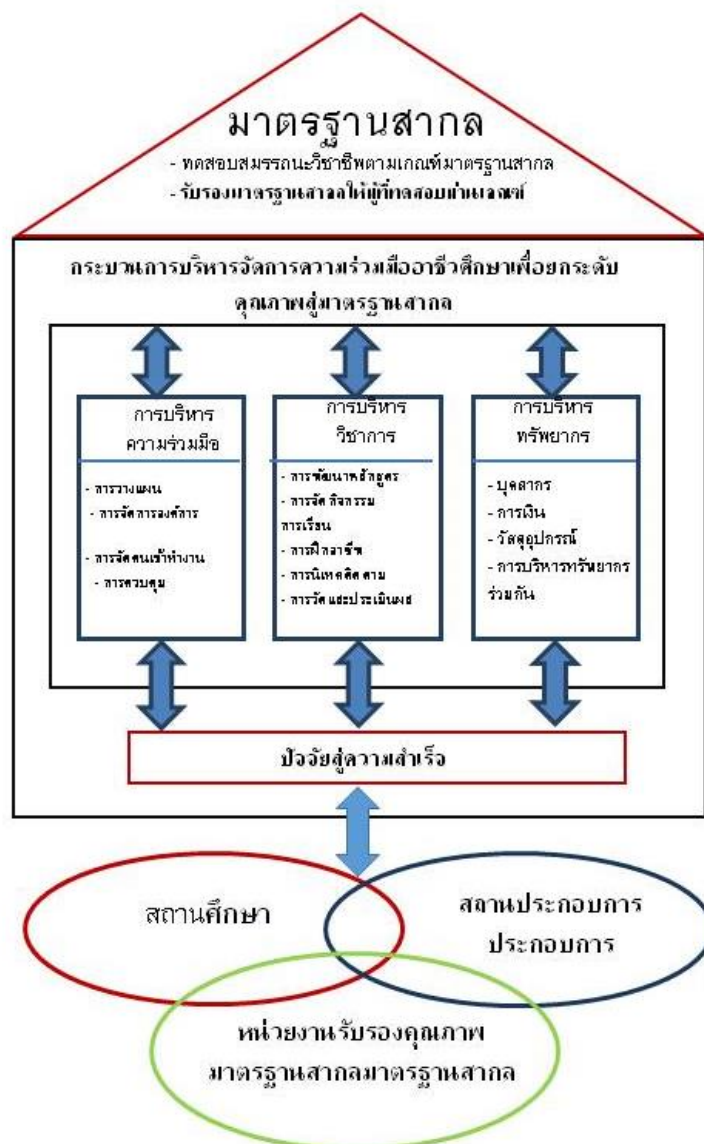 มาตรฐานสากล
- ทดสอบสมรรถนะวิชาชีพตามเกณฑ์มาตรฐานสากล
- รับรองมาตรฐานสากลให้ผู้ที่ทดสอบผ่านเกณฑ์
กระบวนการบริหารจัดการความร่วมมืออาชีวศึกษาเพื่อยกระดับ
คุณภาพสู่มาตรฐานสากล
การบริหาร
ความร่วมมือ
- การวางแผน
- การจัดการองค์การ
- การจัดคนเข้าทำงาน
- การควบคุม
การบริหาร
วิชาการ
- การพัฒนาหลักสูตร
- การจัดกิจกรรม
การเรียน
- การฝึกอาชีพ
- การนิเทศติดตาม
- การวัดและประเมินผล
การบริหาร
ทรัพยากร
- บุคลากร
- การเงิน
- วัสดุอุปกรณ์
- การบริหารทรัพยากร
ร่วมกัน
ปัจจัยสู่ความสำเร็จ
สถานศึกษา
สถานประกอบการ
ประกอบการ
หน่วยงานรับรองคุณภาพ
มาตรฐานสากลมาตรฐานสากล